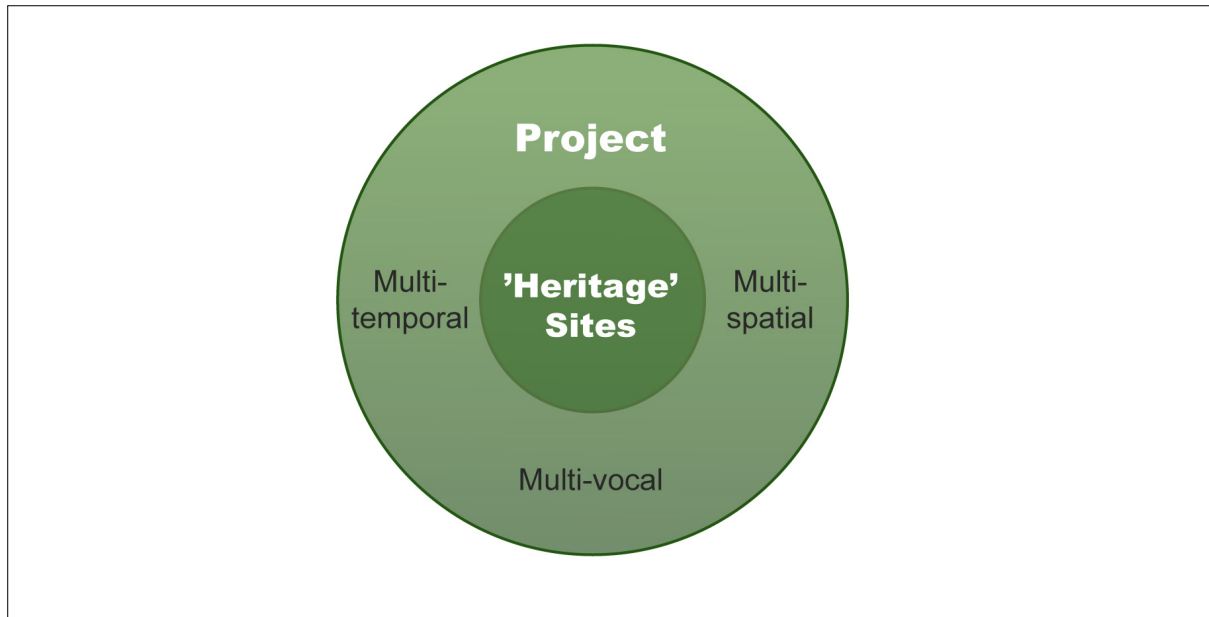 Project
Multi-
temporal
’Heritage’
Sites
Multi-
spatial
Multi-vocal